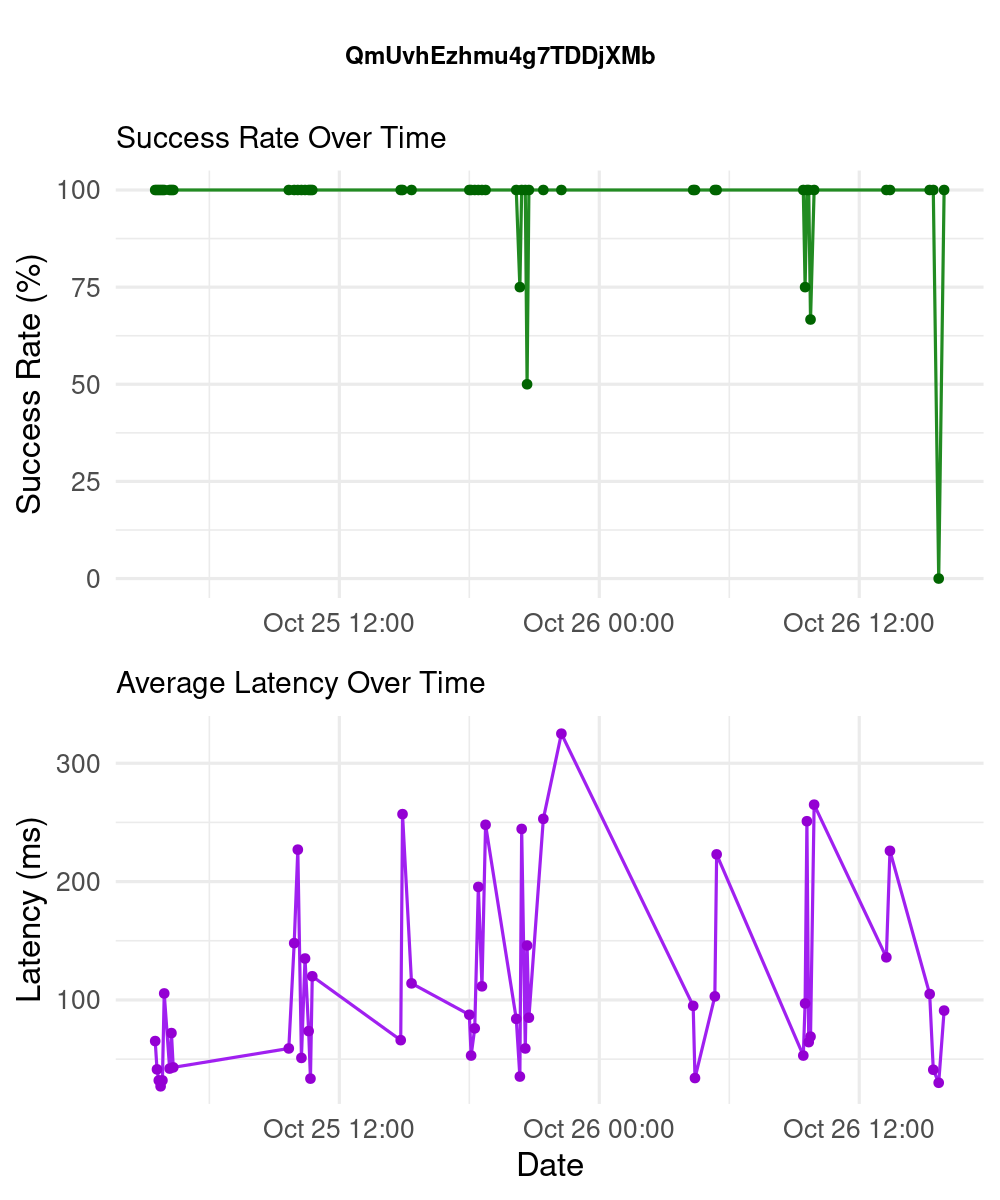 QmUvhEzhmu4g7TDDjXMb
Success Rate Over Time
Success Rate (%)
100
75
50
25
0
Oct 25 12:00 Oct 26 00:00 Oct 26 12:00
Average Latency Over Time
Latency (ms)
300
200
100
Oct 25 12:00 Oct 26 00:00 Oct 26 12:00
Date